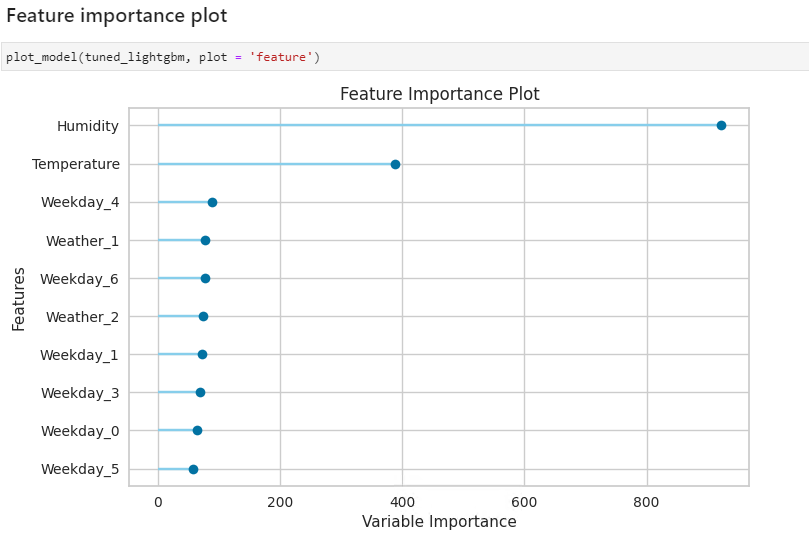 Feature importance plot
plot_model(tuned_lightgbm, plot = 'feature')
Feature Importance Plot
Humidity
Temperature
Weekday_4
Weather_1
Weekday_6
Weather_2
Weekday_1
Weekday_3
Weekday_0
Weekday_5
Features
0 200 400 600 800
Variable Importance